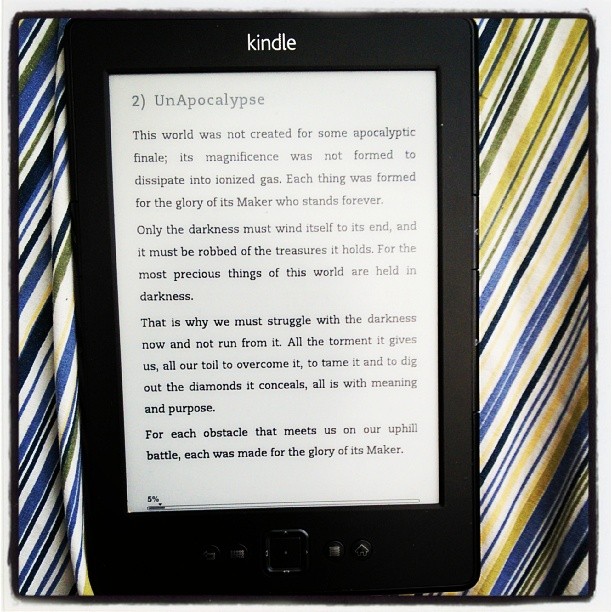 kindle
2) UnApocalypse
This world was not created for some apocalyptic
finale; its magnificence was not formed to
dissipate into ionized gas. Each thing was formed
for the glory of its Maker who stands forever.
Only the darkness must wind itself to its end, and
it must be robbed of the treasures it holds. For the
most precious things of this world are held in
darkness.
That is why we must struggle with the darkness
now and not run from it. All the torment it gives
us, all our toil to overcome it, to tame it and to dig
out the diamonds it conceals, all is with meaning
and purpose.
For each obstacle that meets us on our uphill
battle, each was made for the glory of its Maker.
5%